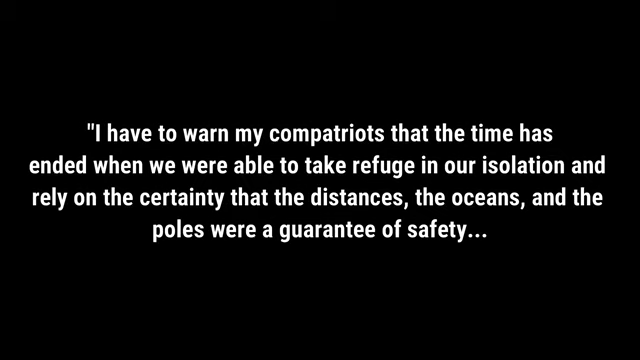 "I have to warn my compatriots that the time has
ended when we were able to take refuge in our isolation and
rely on the certainty that the distances, the oceans, and the
poles were a guarantee of safety...